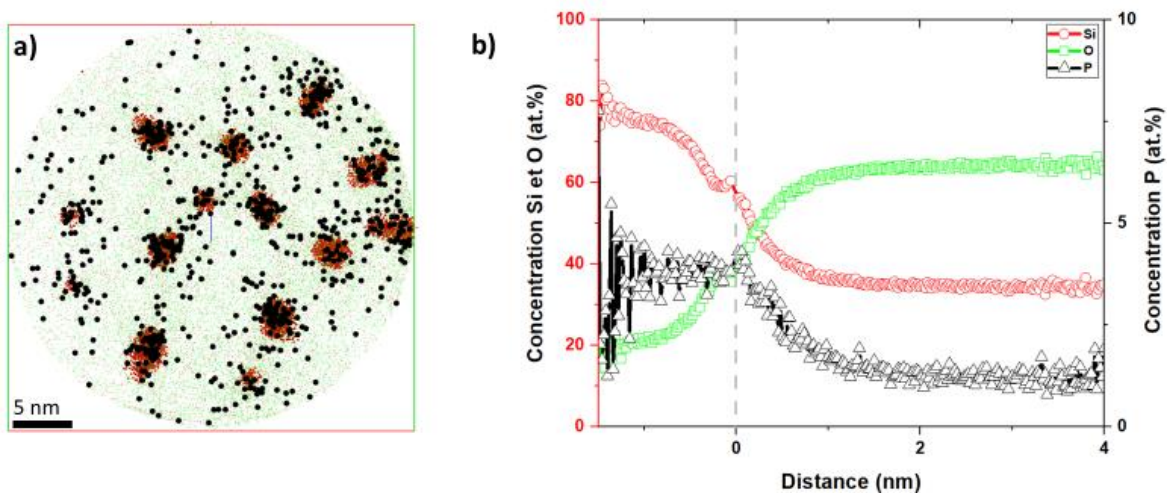 a)
5 nm
b)
Concentration Si et O (at.%)
100
80
60
40
20
0
Si
O
P
10
5
0
Concentration P (at.%)
0
2
4
Distance (nm)